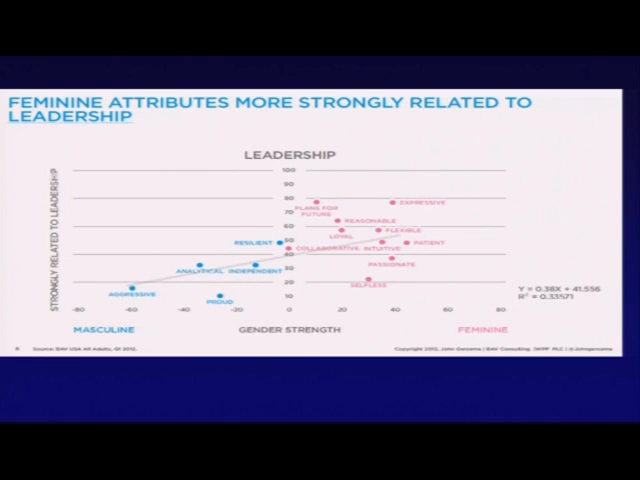 FEMININE ATTRIBUTES MORE STRONGLY RELATED TO
LEADERSHIP
LEADERSHIP
STRONGLY RELATED TO LEADERSHIP
100
90
80
70
60
50
40
30
20
10
PLANS FOR
FUTURE
EXPRESSIVE
REASONABLE
LOYAL
FLEXIBLE
RESILIENT
COLLABORATIVE
INTUITIVE
PATIENT
ANALYTICAL
INDEPENDENT
PASSIONATE
SELFLESS
AGGRESSIVE
PROUD
Y = 0.38X + 41.556
R² = 0.33571
-80 -60 -40 -20 0 20 40 60 80
MASCULINE GENDER STRENGTH FEMININE
Source: BAV USA All Adults, Q1 2012.
Copyright 2012, John Gerzema | BAV Consulting (WPP PLC) | @Johngerzema